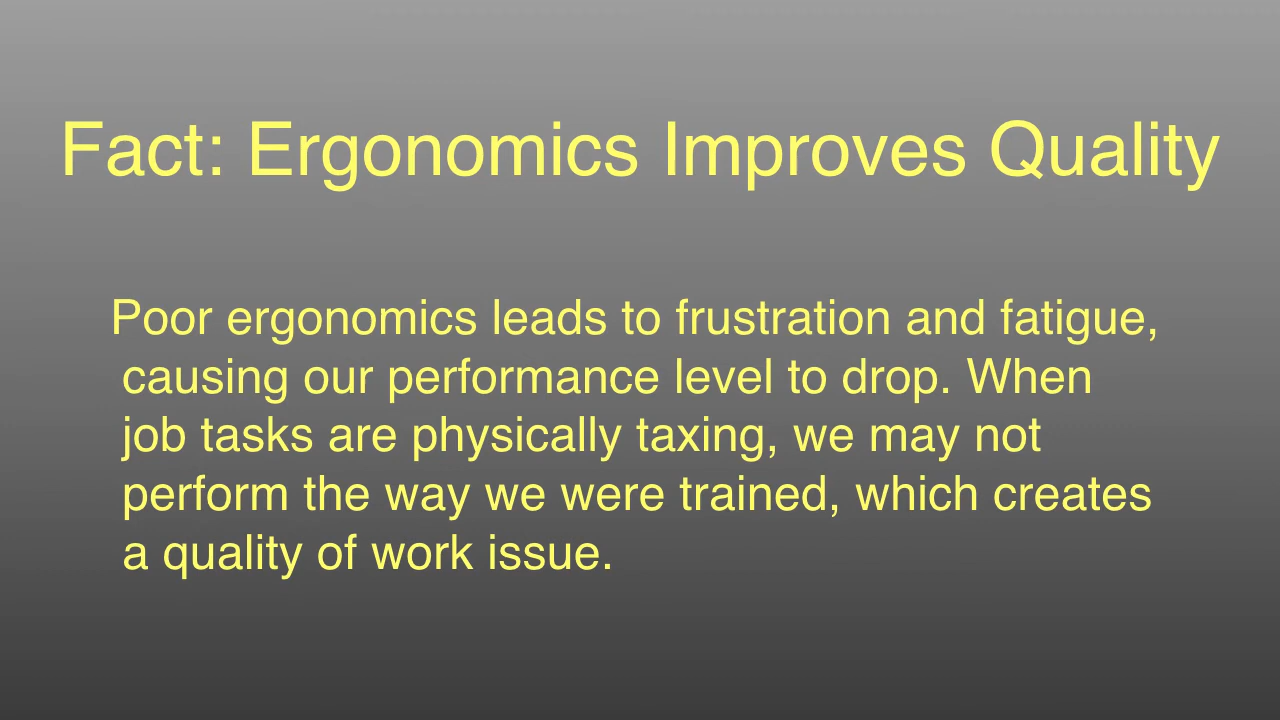 Fact: Ergonomics Improves Quality
Poor ergonomics leads to frustration and fatigue,
causing our performance level to drop. When
job tasks are physically taxing, we may not
perform the way we were trained, which creates
a quality of work issue.